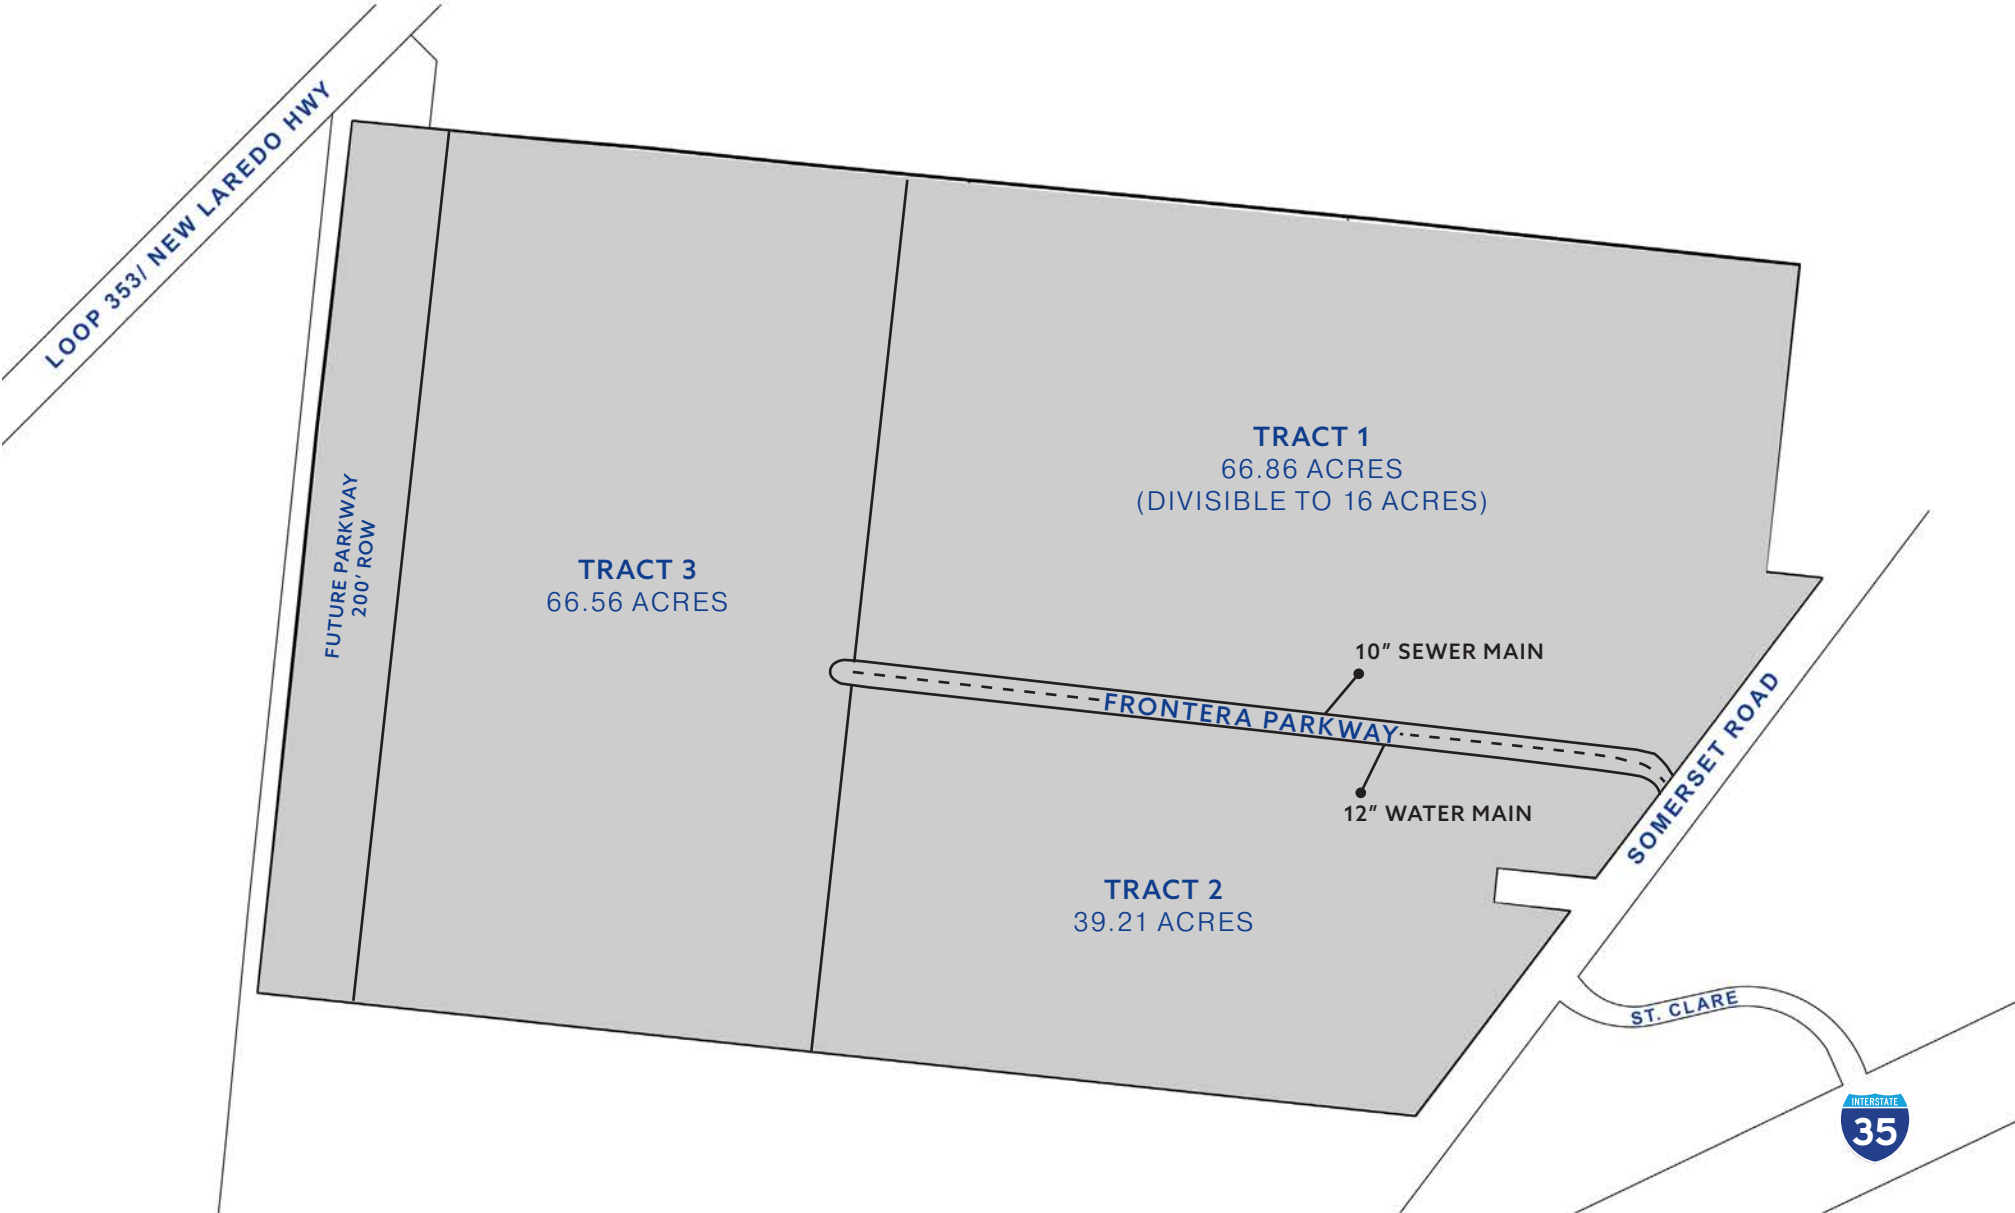 LOOP 353/ NEW LAREDO HWY
FUTURE PARKWAY
200' ROW
TRACT 3
66.56 ACRES
TRACT 1
66.86 ACRES
(DIVISIBLE TO 16 ACRES)
10" SEWER MAIN
FRONTERA PARKWAY
12" WATER MAIN
SOMERSET ROAD
TRACT 2
39.21 ACRES
ST. CLARE
INTERSTATE
35